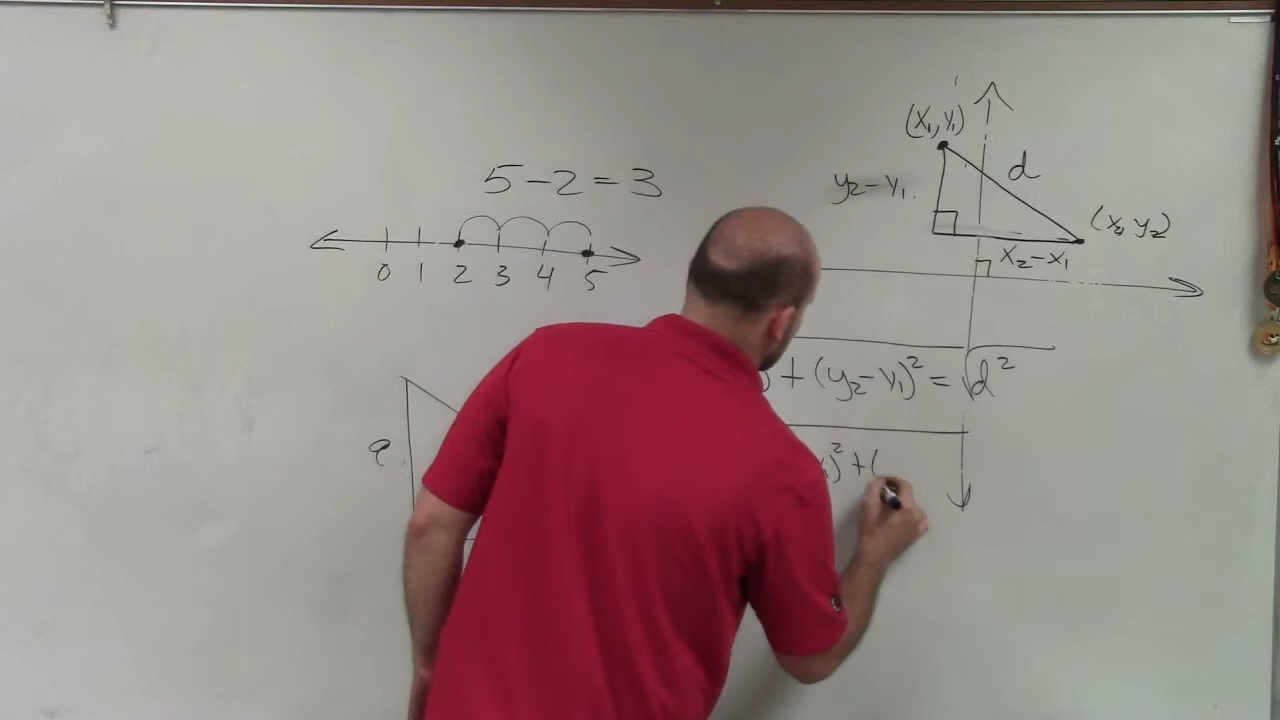 5-2=3
0 1 2 3 4 5
(x₁,y₁)
d
y₂-y₁
(x₂ y₂)
x₂-x₁
)+(y₂-y₁)²=√d²
)²+(
a